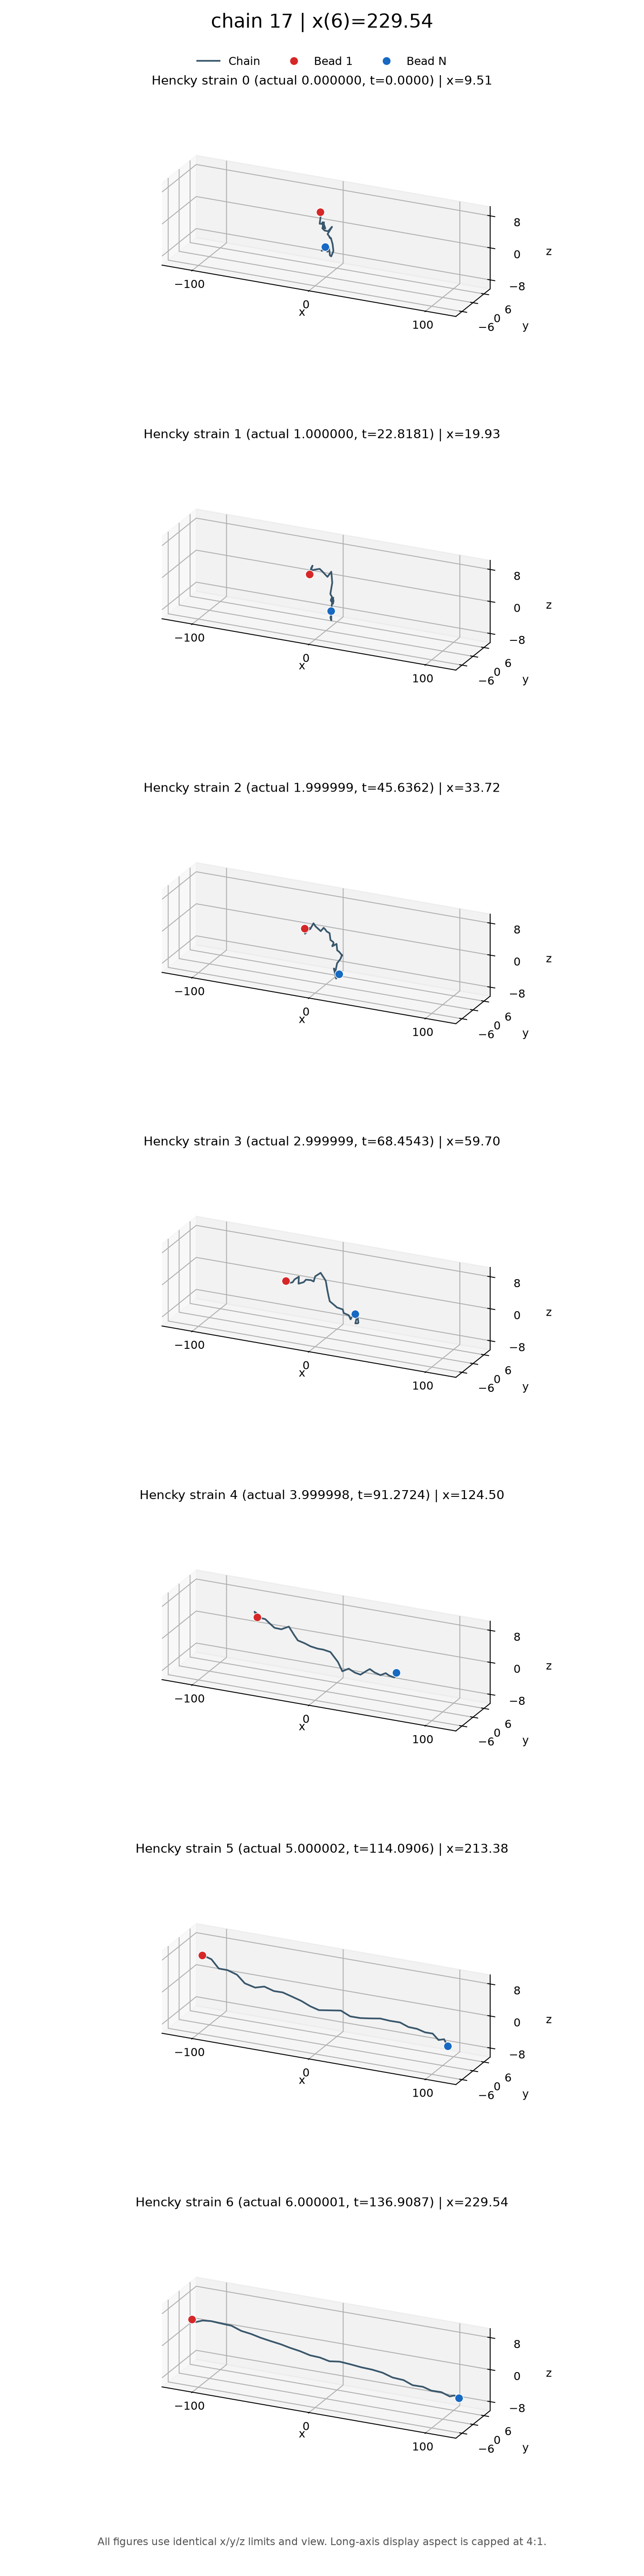 chain 17 | x(6)=229.54
Chain
Bead 1
Bead N
Hencky strain 0 (actual 0.000000, t=0.0000) | x=9.51
8
0
−8
z
−100
0
100
x
−6
0
6
y
Hencky strain 1 (actual 1.000000, t=22.8181) | x=19.93
8
0
−8
z
−100
0
100
x
−6
0
6
y
Hencky strain 2 (actual 1.999999, t=45.6362) | x=33.72
8
0
−8
z
−100
0
100
x
−6
0
6
y
Hencky strain 3 (actual 2.999999, t=68.4543) | x=59.70
8
0
−8
z
−100
0
100
x
−6
0
6
y
Hencky strain 4 (actual 3.999998, t=91.2724) | x=124.50
8
0
−8
z
−100
0
100
x
−6
0
6
y
Hencky strain 5 (actual 5.000002, t=114.0906) | x=213.38
8
0
−8
z
−100
0
100
x
−6
0
6
y
Hencky strain 6 (actual 6.000001, t=136.9087) | x=229.54
8
0
−8
z
−100
0
100
x
−6
0
6
y
All figures use identical x/y/z limits and view. Long-axis display aspect is capped at 4:1.